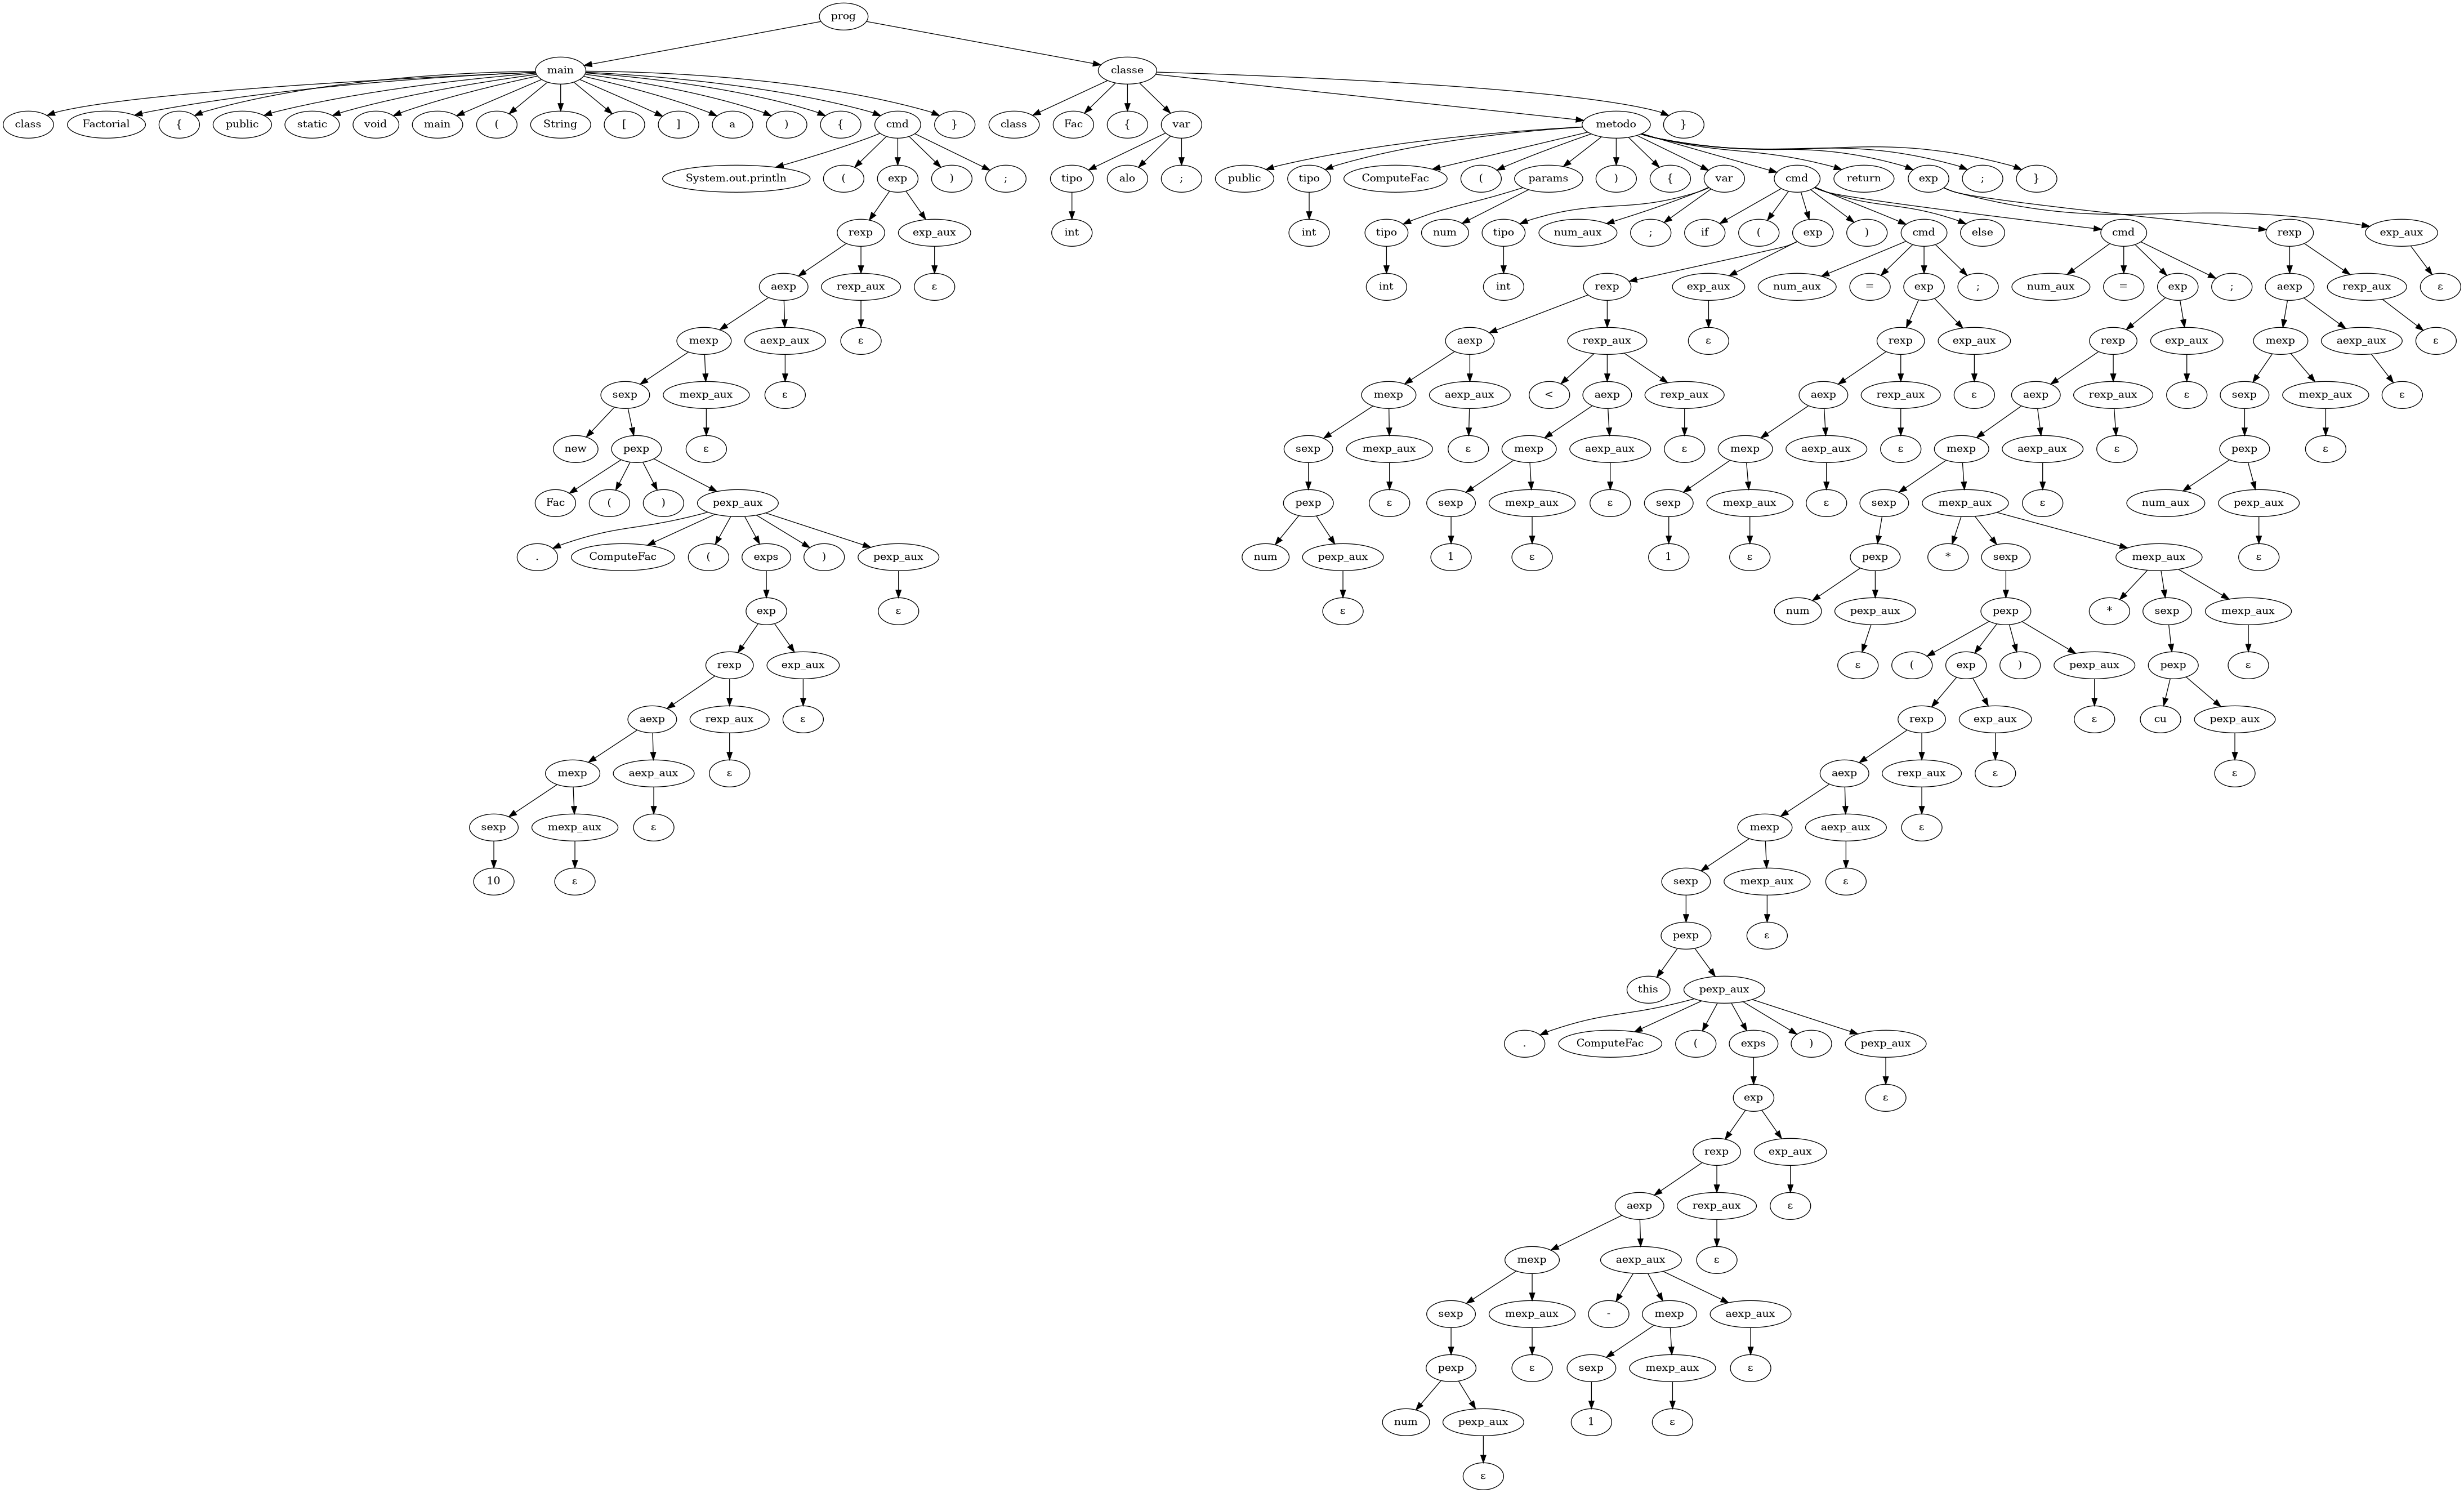 prog
main classe
class Factorial { public static void main ( String [ ] a ) { cmd } class Fac { var metodo }
System.out.println ( exp ) ; tipo alo ; public tipo ComputeFac ( params ) { var cmd return exp ; }
rexp exp_aux int int tipo num tipo num_aux ; if ( exp ) cmd else cmd rexp exp_aux
aexp rexp_aux ε int int rexp exp_aux num_aux = exp ; num_aux = exp ; aexp rexp_aux ε
mexp aexp_aux ε aexp rexp_aux ε rexp exp_aux rexp exp_aux mexp aexp_aux ε
sexp mexp_aux ε mexp aexp_aux < aexp rexp_aux aexp rexp_aux ε aexp rexp_aux ε sexp mexp_aux ε
new pexp ε sexp mexp_aux ε mexp aexp_aux ε mexp aexp_aux ε mexp aexp_aux ε pexp ε
Fac ( ) pexp_aux pexp ε sexp mexp_aux ε sexp mexp_aux ε sexp mexp_aux ε num_aux pexp_aux
. ComputeFac ( exps ) pexp_aux num pexp_aux 1 ε 1 ε pexp * sexp mexp_aux ε
exp ε ε num pexp_aux pexp * sexp mexp_aux
rexp exp_aux ε ( exp ) pexp_aux pexp ε
aexp rexp_aux ε rexp exp_aux ε cu pexp_aux
mexp aexp_aux ε aexp rexp_aux ε ε
sexp mexp_aux ε mexp aexp_aux ε
10 ε sexp mexp_aux ε
pexp ε
this pexp_aux
. ComputeFac ( exps ) pexp_aux
exp ε
rexp exp_aux
aexp rexp_aux ε
mexp aexp_aux ε
sexp mexp_aux - mexp aexp_aux
pexp ε sexp mexp_aux ε
num pexp_aux 1 ε
ε